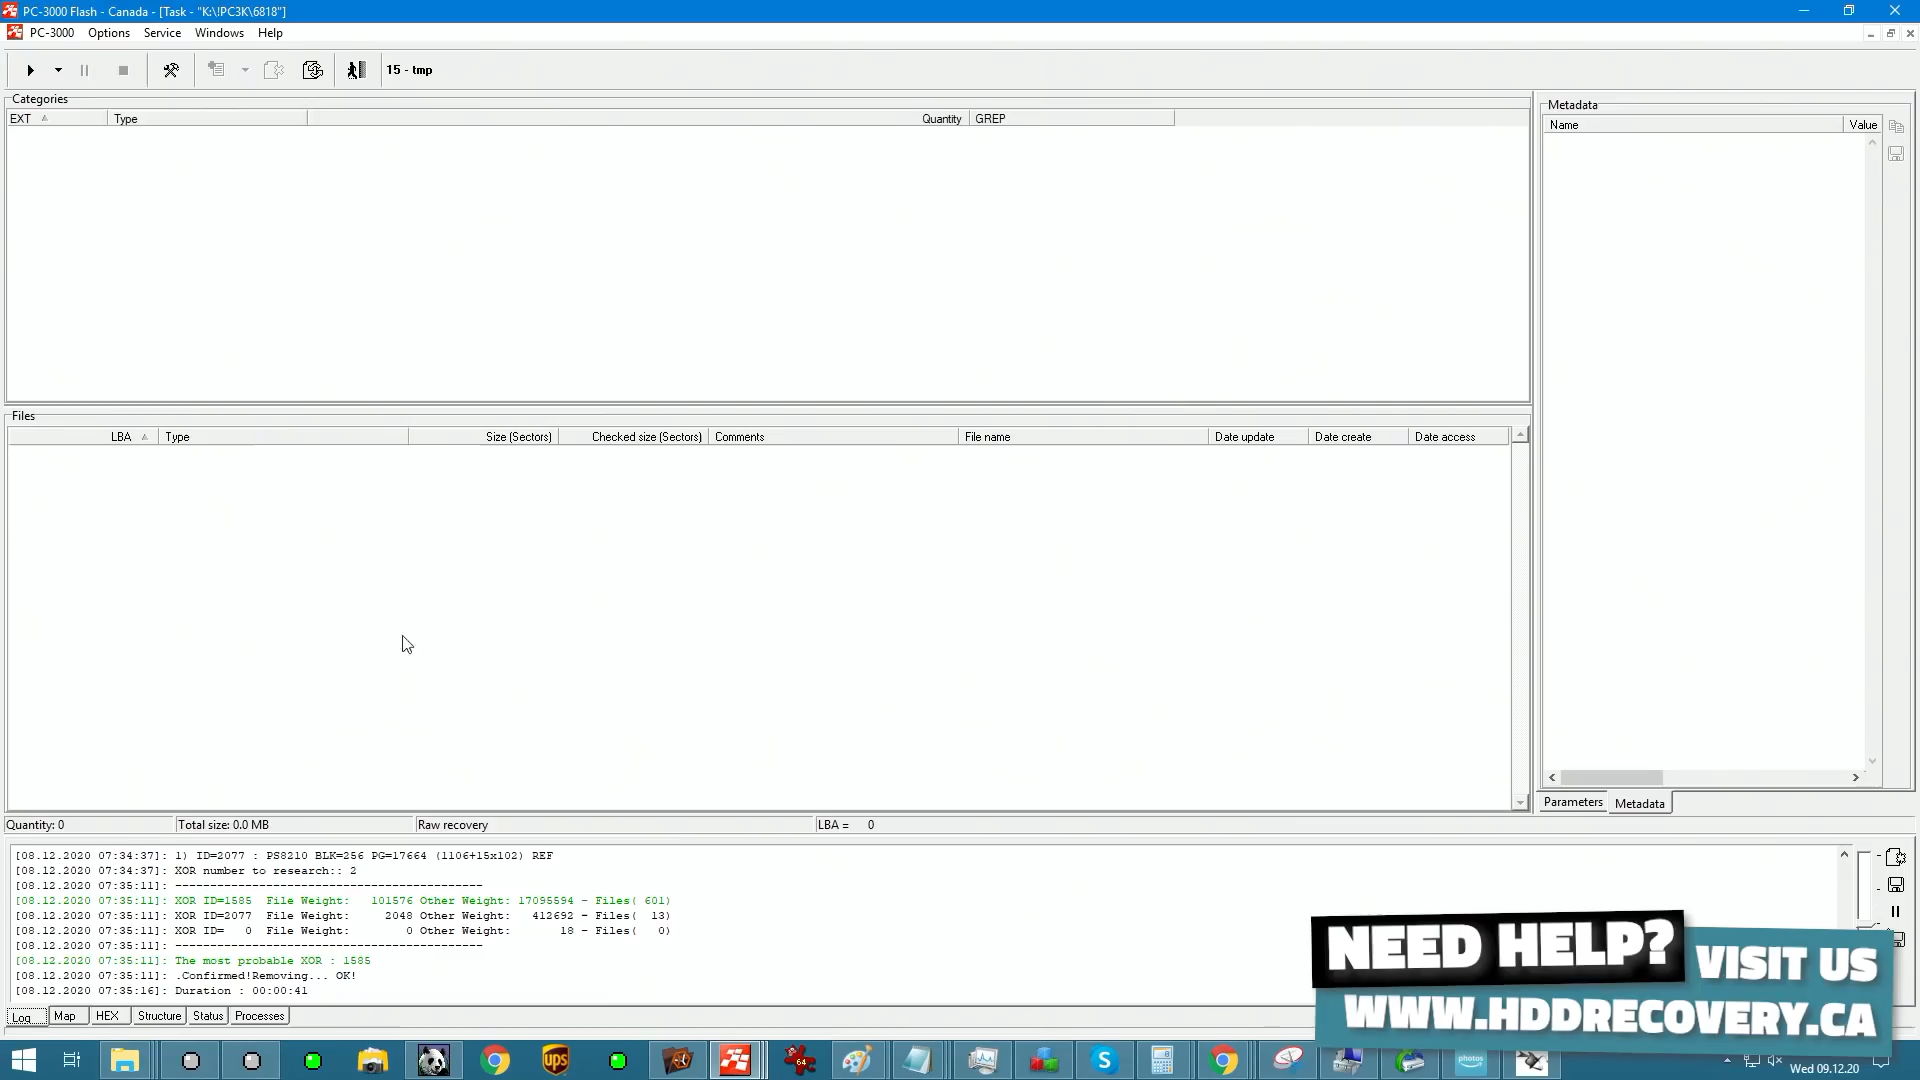 PC-3000 Flash - Canada - [Task - "K:\!PC3K\6818"]
PC-3000 Options Service Windows Help
15 - tmp
Categories
EXT Type Quantity GREP
Metadata
Name Value
Files
LBA Type Size (Sectors) Checked size (Sectors) Comments File name Date update Date create Date access
Parameters Metadata
Quantity: 0 Total size: 0.0 MB Raw recovery LBA = 0
[08.12.2020 07:34:37]: 1) ID=2077 : PS8210 BLK=256 PG=17664 (1106+15x102) REF
[08.12.2020 07:34:37]: XOR number to research:: 2
[08.12.2020 07:35:11]: --------------------------------------------
[08.12.2020 07:35:11]: XOR ID=1585 File Weight: 101576 Other Weight: 17095594 - Files( 601)
[08.12.2020 07:35:11]: XOR ID=2077 File Weight: 2048 Other Weight: 412692 - Files( 13)
[08.12.2020 07:35:11]: XOR ID= 0 File Weight: 0 Other Weight: 18 - Files( 0)
[08.12.2020 07:35:11]: --------------------------------------------
[08.12.2020 07:35:11]: The most probable XOR : 1585
[08.12.2020 07:35:11]: .Confirmed!Removing... OK!
[08.12.2020 07:35:16]: Duration : 00:00:41
NEED HELP?
VISIT US
WWW.HDDRECOVERY.CA
Log Map HEX Structure Status Processes
ups
64
S
photos
Wed 09.12.20